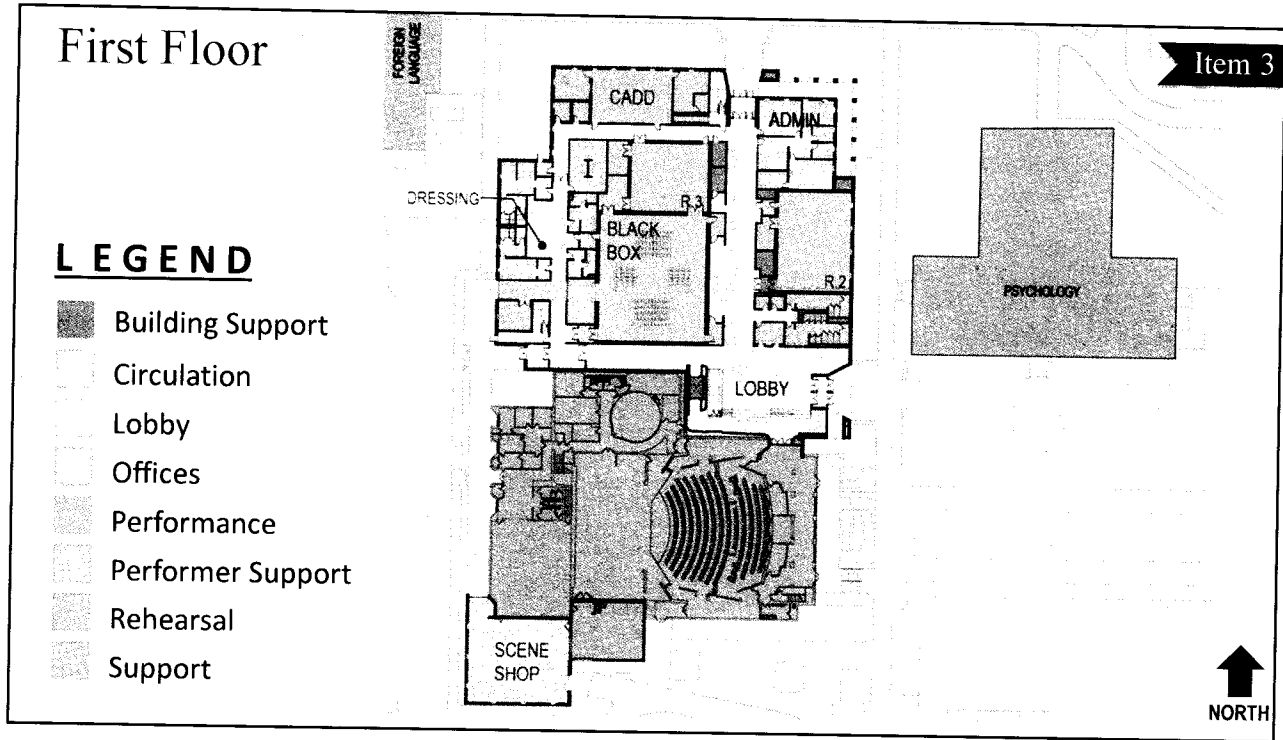 First Floor
FOREIGN
LANGUAGE
Item 3
CADD
ADMIN
DRESSING
R.3
BLACK
BOX
R.2
PSYCHOLOGY
LEGEND
Building Support
Circulation
Lobby
Offices
Performance
Performer Support
Rehearsal
Support
LOBBY
SCENE
SHOP
NORTH